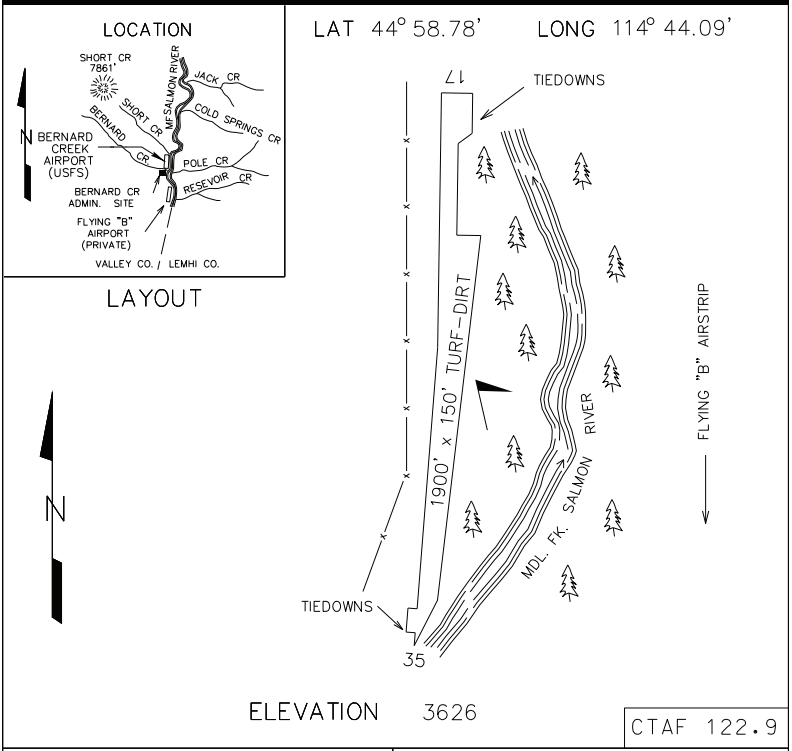 LOCATION
SHORT CR
7861'
MF SALMON RIVER
JACK CR
COLD SPRINGS CR
SHORT CR
BERNARD CR
N
BERNARD
CREEK
AIRPORT
(USFS)
POLE CR
RESEVOIR CR
BERNARD CR
ADMIN. SITE
FLYING "B"
AIRPORT
(PRIVATE)
VALLEY CO. / LEMHI CO.
LAT 44° 58.78' LONG 114° 44.09'
17
TIEDOWNS
LAYOUT
N
1900' x 150' TURF-DIRT
MDL. FK. SALMON RIVER
FLYING "B" AIRSTRIP
TIEDOWNS
35
ELEVATION 3626
CTAF 122.9